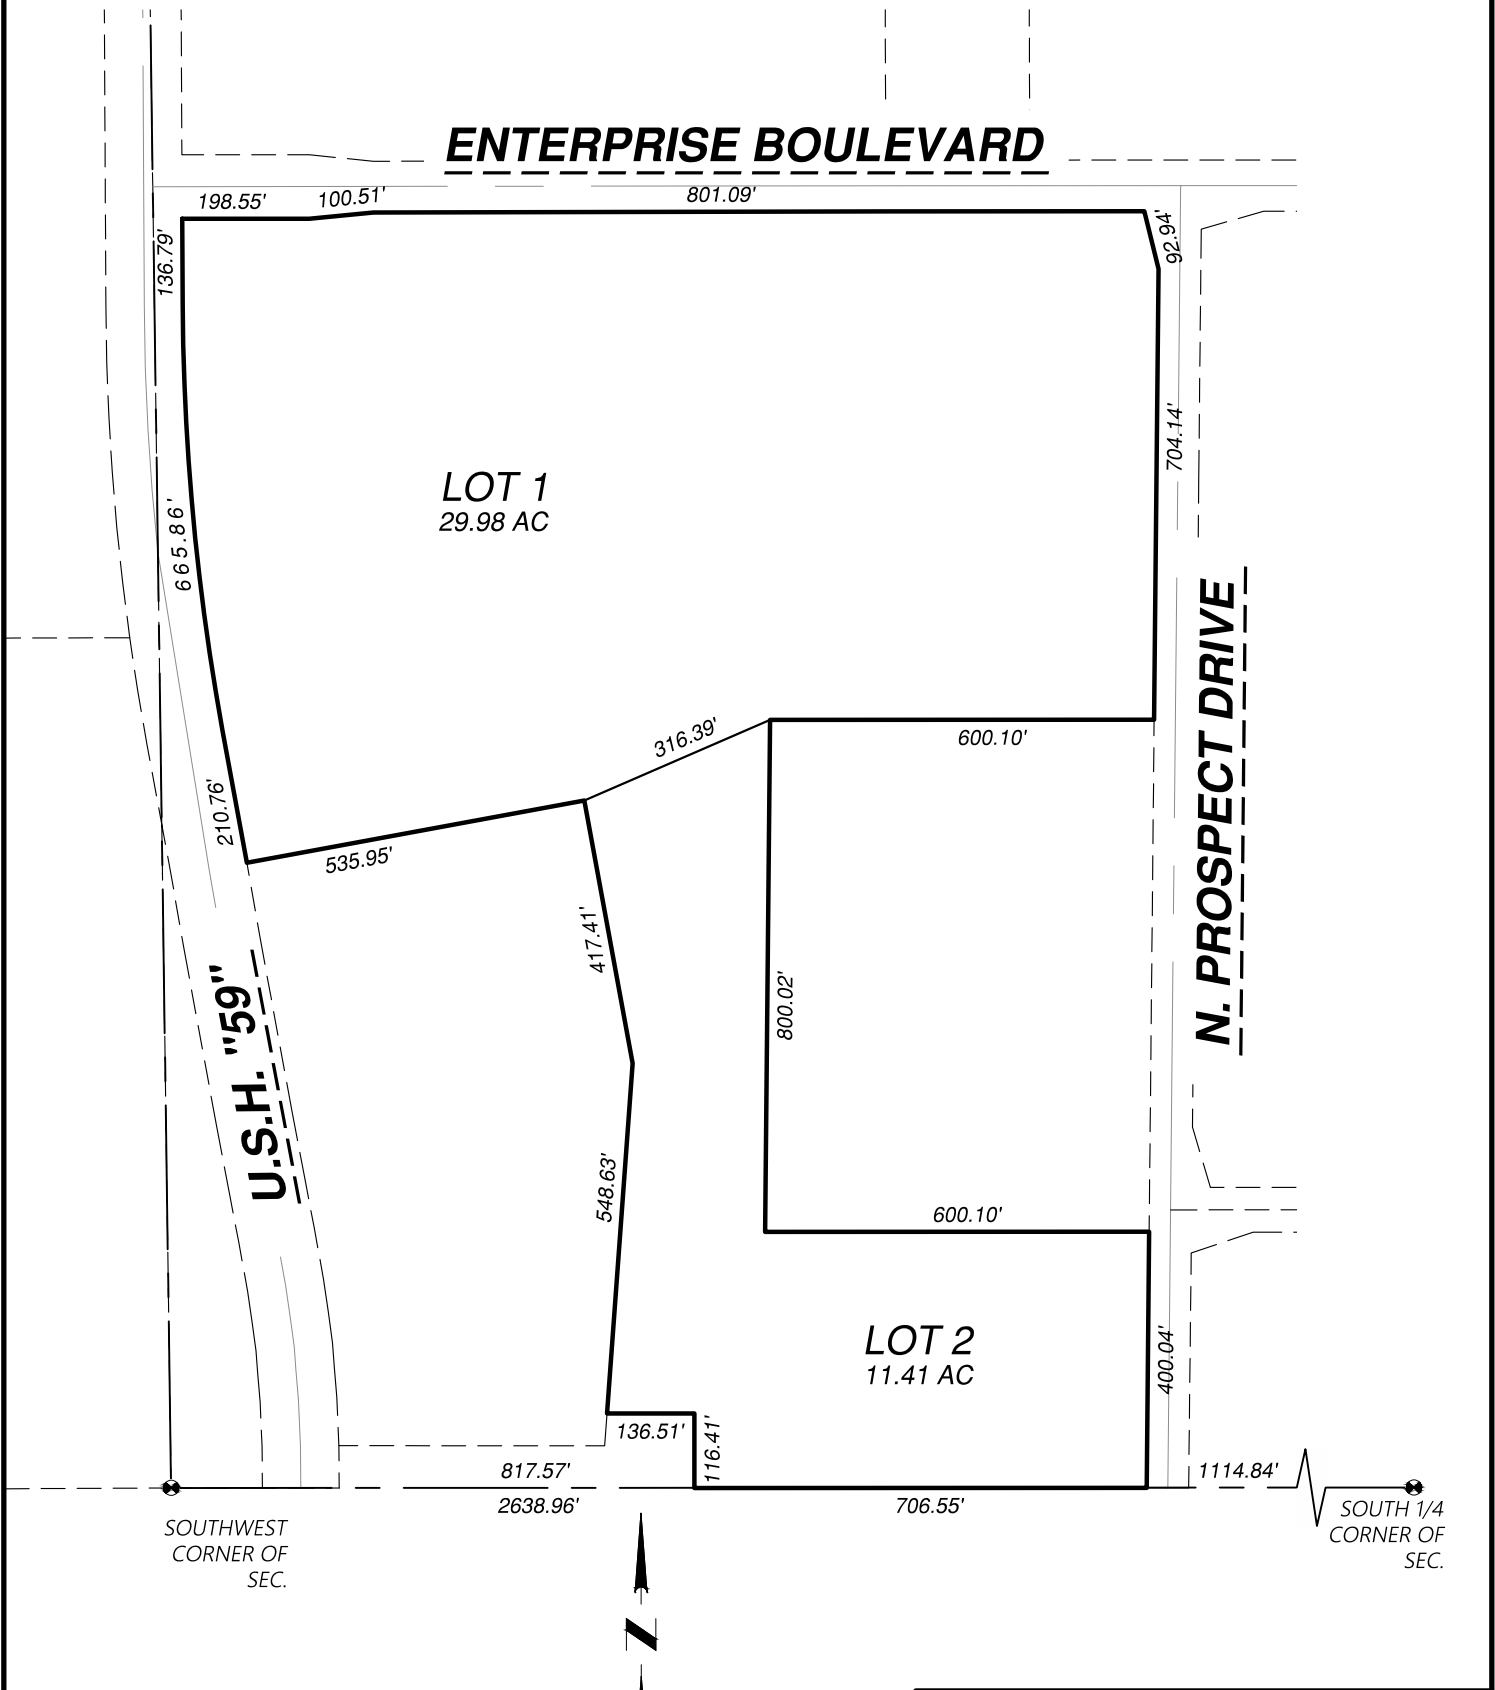 ENTERPRISE BOULEVARD
198.55'
100.51'
801.09'
136.79'
92.94'
704.14'
LOT 1
29.98 AC
665.86'
N. PROSPECT DRIVE
316.39'
600.10'
210.76'
535.95'
417.41'
U.S.H. "59"
800.02'
548.63'
600.10'
LOT 2
11.41 AC
400.04'
136.51'
116.41'
817.57'
1114.84'
2638.96'
706.55'
SOUTHWEST
CORNER OF
SEC.
SOUTH 1/4
CORNER OF
SEC.
N